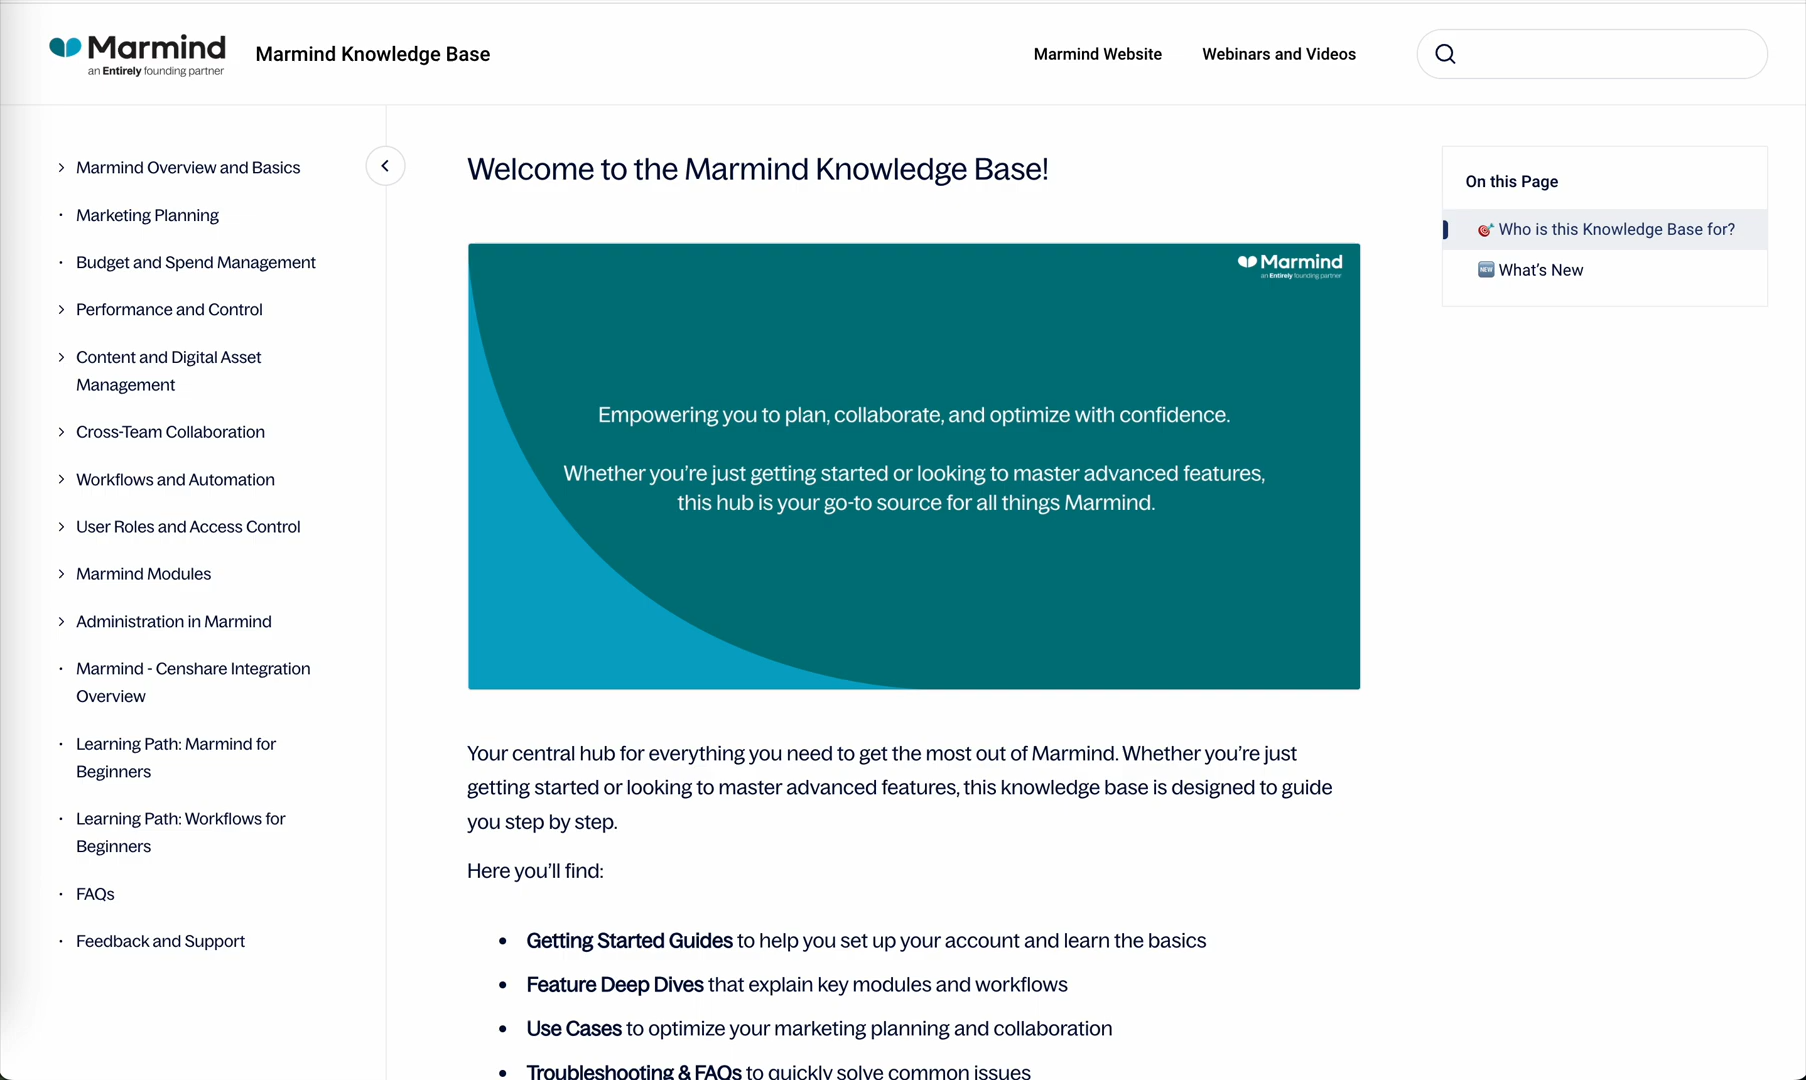 Marmind
an Entirely founding partner
Marmind Knowledge Base
Marmind Website
Webinars and Videos
Marmind Overview and Basics
Marketing Planning
Budget and Spend Management
Performance and Control
Content and Digital Asset
Management
Cross-Team Collaboration
Workflows and Automation
User Roles and Access Control
Marmind Modules
Administration in Marmind
Marmind - Censhare Integration
Overview
Learning Path: Marmind for
Beginners
Learning Path: Workflows for
Beginners
FAQs
Feedback and Support
Welcome to the Marmind Knowledge Base!
Marmind
an Entirely founding partner
Empowering you to plan, collaborate, and optimize with confidence.
Whether you’re just getting started or looking to master advanced features,
this hub is your go-to source for all things Marmind.
Your central hub for everything you need to get the most out of Marmind. Whether you’re just
getting started or looking to master advanced features, this knowledge base is designed to guide
you step by step.
Here you’ll find:
• Getting Started Guides to help you set up your account and learn the basics
• Feature Deep Dives that explain key modules and workflows
• Use Cases to optimize your marketing planning and collaboration
• Troubleshooting & FAQs to quickly solve common issues
On this Page
🎯 Who is this Knowledge Base for?
🆕 What’s New